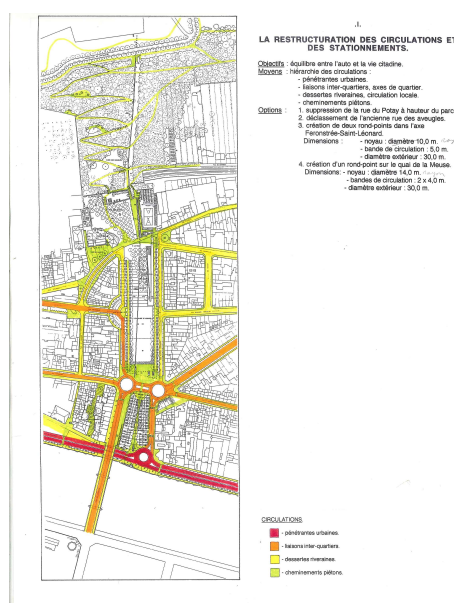 .I.
LA RESTRUCTURATION DES CIRCULATIONS ET
DES STATIONNEMENTS.
Objectifs : équilibre entre l'auto et la vie citadine.
Moyens : hiérarchie des circulations :
- pénétrantes urbaines.
- liaisons inter-quartiers, axes de quartier.
- dessertes riveraines, circulation locale.
- cheminements piétons.
Options : 1. suppression de la rue du Potay à hauteur du parc
2. déclassement de l'ancienne rue des aveugles.
3. création de deux rond-points dans l'axe
Feronstrée-Saint-Léonard.
Dimensions : - noyau : diamètre 10,0 m.
- bande de circulation : 5,0 m.
- diamètre extérieur : 30,0 m.
4. création d'un rond-point sur le quai de la Meuse.
Dimensions: - noyau : diamètre 14,0 m.
- bandes de circulation : 2 x 4,0 m.
- diamètre extérieur : 30,0 m.
CIRCULATIONS
- pénétrantes urbaines.
- liaisons inter-quartiers.
- dessertes riveraines.
- cheminements piétons.